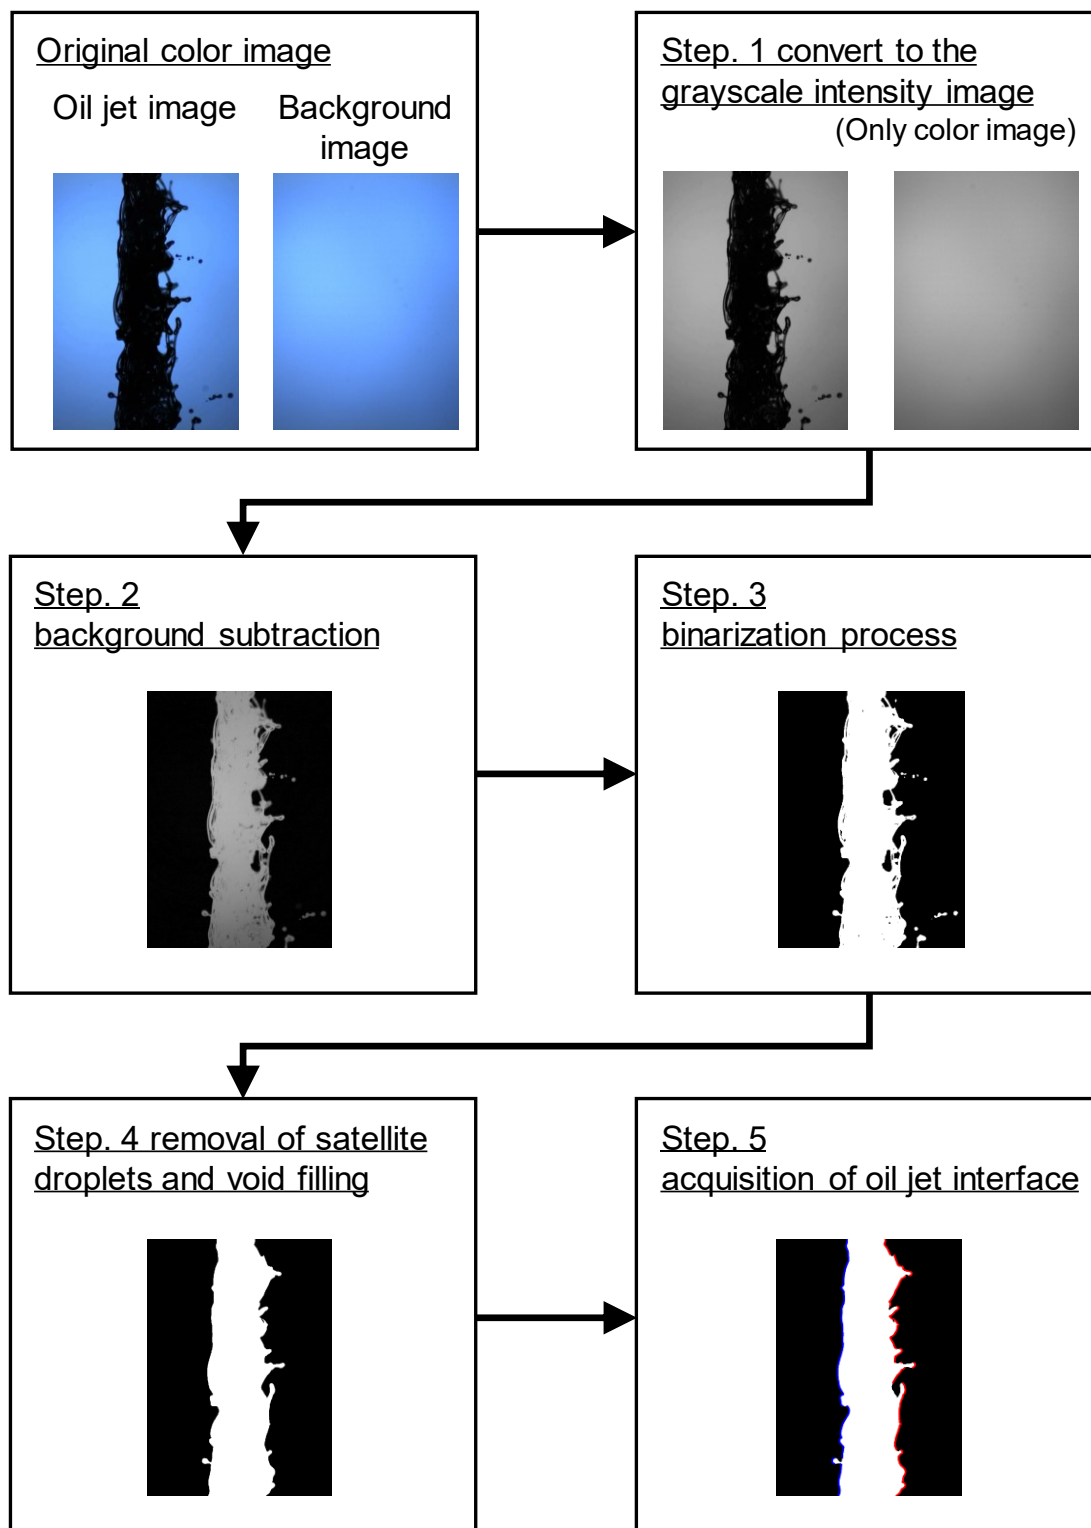 Original color image
Oil jet image
Background
image
Step. 1 convert to the
grayscale intensity image
(Only color image)
Step. 2
background subtraction
Step. 3
binarization process
Step. 4 removal of satellite
droplets and void filling
Step. 5
acquisition of oil jet interface